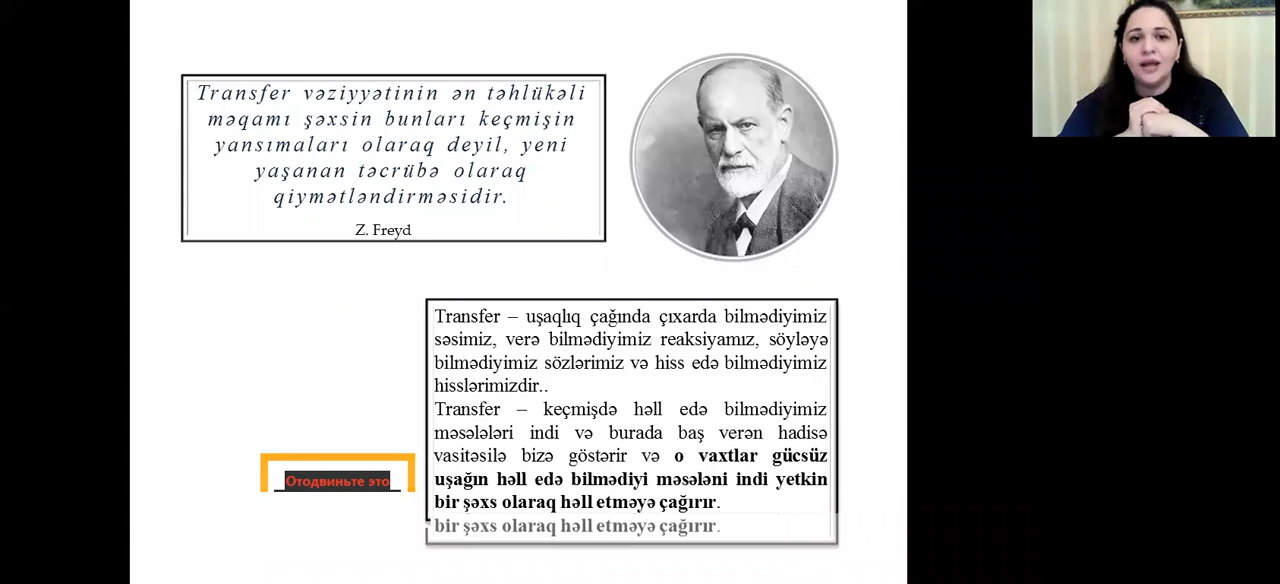 Transfer vəziyyətinin ən təhlükəli
məqamı şəxsin bunları keçmişin
yansımaları olaraq deyil, yeni
yaşanan təcrübə olaraq
qiymətləndirməsidir.
Z. Freyd
Transfer – uşaqlıq çağında çıxarda bilmədiyimiz
səsimiz, verə bilmədiyimiz reaksiyamız, söyləyə
bilmədiyimiz sözlərimiz və hiss edə bilmədiyimiz
hisslərimizdir..
Transfer – keçmişdə həll edə bilmədiyimiz
məsələləri indi və burada baş verən hadisə
vasitəsilə bizə göstərir və o vaxtlar gücsüz
uşağın həll edə bilmədiyi məsələni indi yetkin
bir şəxs olaraq həll etməyə çağırır.
bir şəxs olaraq həll etməyə çağırır.
Отодвиньте это